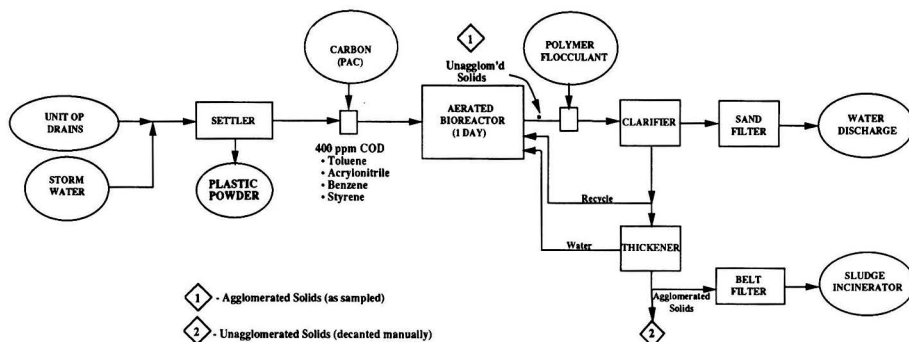 1
Unagglom'd
Solids
POLYMER
FLOCCULANT
CARBON
(PAC)
UNIT OP
DRAINS
SETTLER
AERATED
BIOREACTOR
(1 DAY)
CLARIFIER
SAND
FILTER
WATER
DISCHARGE
400 ppm COD
• Toluene
• Acrylonitrile
• Benzene
• Styrene
STORM
WATER
PLASTIC
POWDER
Recycle
Water
THICKENER
Agglomerated
Solids
BELT
FILTER
SLUDGE
INCINERATOR
2
1 - Agglomerated Solids (as sampled)
2 - Unagglomerated Solids (decanted manually)